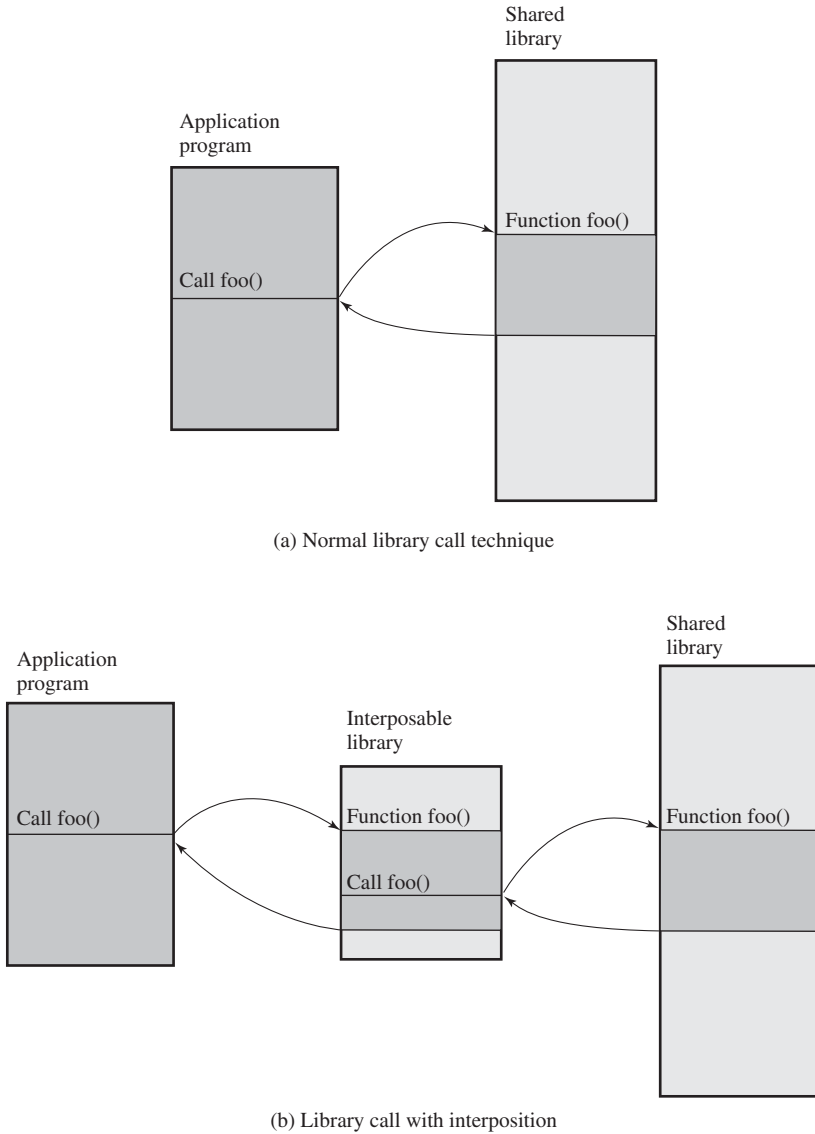 Shared
library
Application
program
Function foo()
Call foo()
(a) Normal library call technique
Shared
library
Application
program
Interposable
library
Call foo()
Function foo()
Function foo()
Call foo()
(b) Library call with interposition